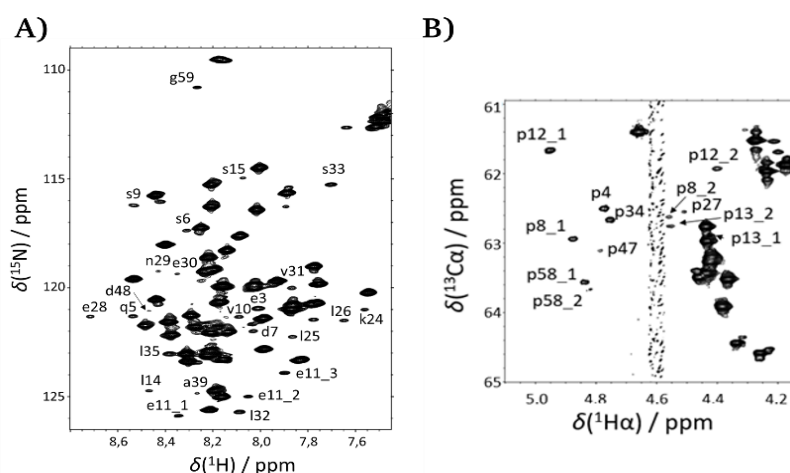 A)
B)
110
115
120
125
δ(¹⁵N) / ppm
g59
s15
s33
s9
s6
n29
e30
v31
d48
e28
q5
v10
e3
l26
k24
d7
l25
l35
l14
a39
e11_3
e11_2
e11_1
l32
8,6 8,4 8,2 8,0 7,8 7,6
δ(¹H) / ppm
61
62
63
64
65
δ(¹³Cα) / ppm
p12_1
p12_2
p4
p8_2
p27
p34
p13_2
p8_1
p13_1
p47
p58_1
p58_2
5.0 4.8 4.6 4.4 4.2
δ(¹Hα) / ppm